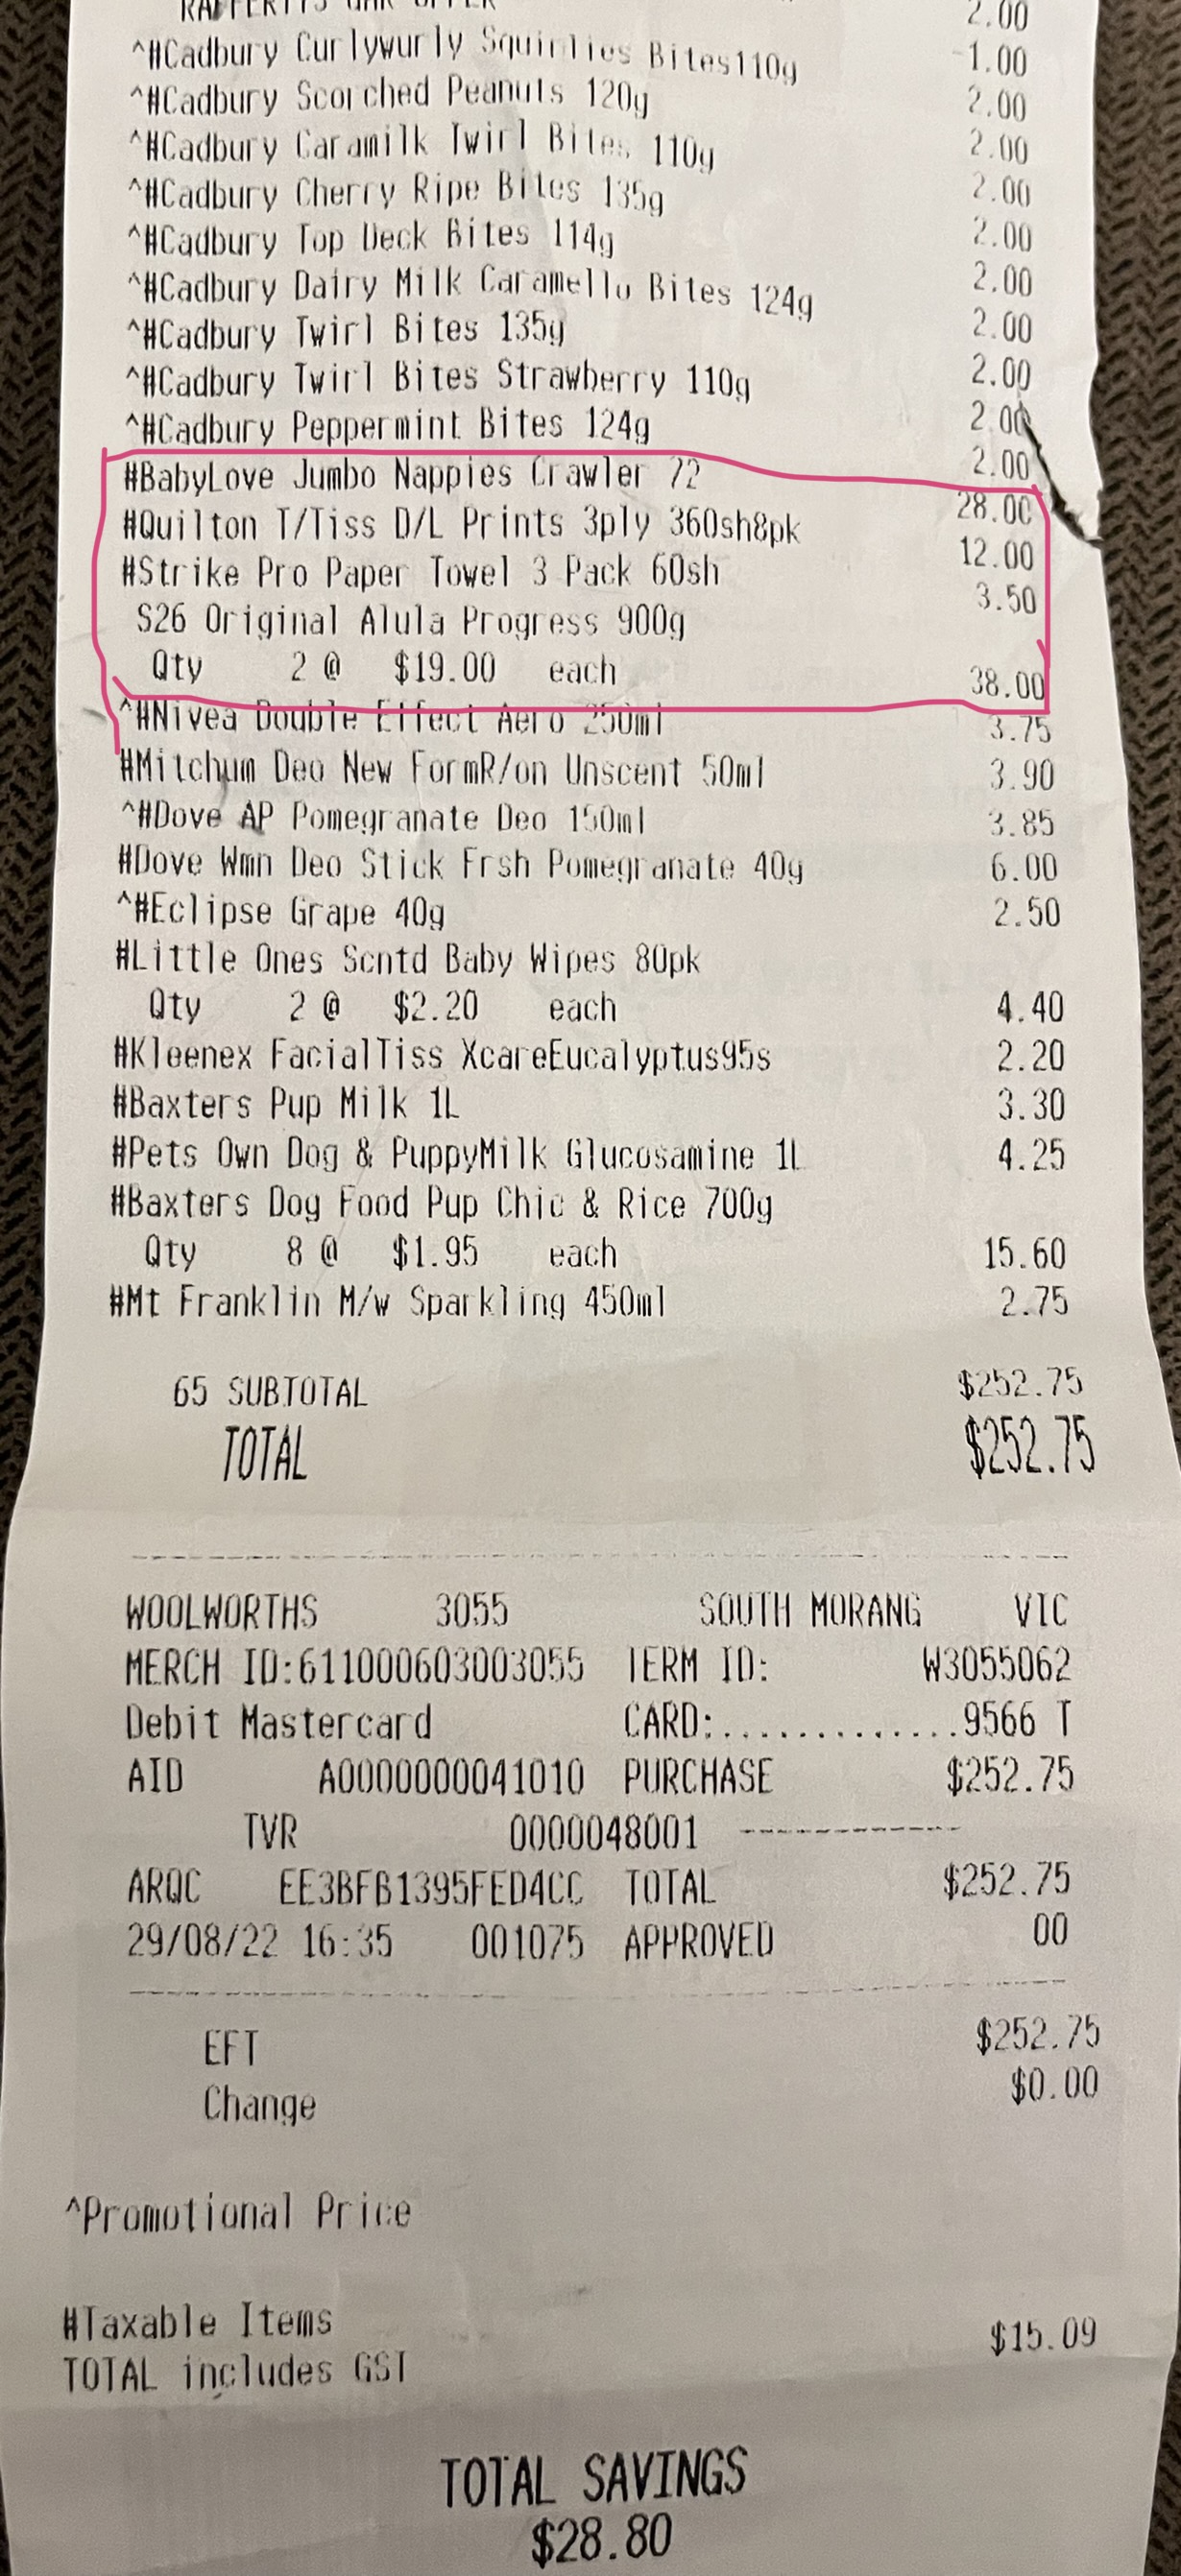 RAFFERTYS GAR OFFER -1.00
2.00
^#Cadbury Curlywurly Squirlies Bites110g 2.00
^#Cadbury Scorched Peanuts 120g 2.00
^#Cadbury Caramilk Twirl Bites 110g 2.00
^#Cadbury Cherry Ripe Bites 135g 2.00
^#Cadbury Top Deck Bites 114g 2.00
^#Cadbury Dairy Milk Caramello Bites 124g 2.00
^#Cadbury Twirl Bites 135g 2.00
^#Cadbury Twirl Bites Strawberry 110g 2.00
^#Cadbury Peppermint Bites 124g 2.00
#BabyLove Jumbo Nappies Crawler 72 28.00
#Quilton T/Tiss D/L Prints 3ply 360sh8pk 12.00
#Strike Pro Paper Towel 3 Pack 60sh 3.50
S26 Original Alula Progress 900g
Qty 2 @ $19.00 each 38.00
^#Nivea Double Effect Aero 250ml 3.75
#Mitchum Deo New FormR/on Unscent 50ml 3.90
^#Dove AP Pomegranate Deo 150ml 3.85
#Dove Wmn Deo Stick Frsh Pomegranate 40g 6.00
^#Eclipse Grape 40g 2.50
#Little Ones Scntd Baby Wipes 80pk
Qty 2 @ $2.20 each 4.40
#Kleenex FacialTiss XcareEucalyptus95s 2.20
#Baxters Pup Milk 1L 3.30
#Pets Own Dog & PuppyMilk Glucosamine 1L 4.25
#Baxters Dog Food Pup Chic & Rice 700g
Qty 8 @ $1.95 each 15.60
#Mt Franklin M/w Sparkling 450ml 2.75
65 SUBTOTAL $252.75
TOTAL $252.75
WOOLWORTHS 3055 SOUTH MORANG VIC
MERCH ID:611000603003055 TERM ID: W3055062
Debit Mastercard CARD:.............9566 T
AID A0000000041010 PURCHASE $252.75
TVR 0000048001 ------------
ARQC EE3BFB1395FED4CC TOTAL $252.75
29/08/22 16:35 001075 APPROVED 00
EFT $252.75
Change $0.00
^Promotional Price
#Taxable Items
TOTAL includes GST $15.09
TOTAL SAVINGS
$28.80